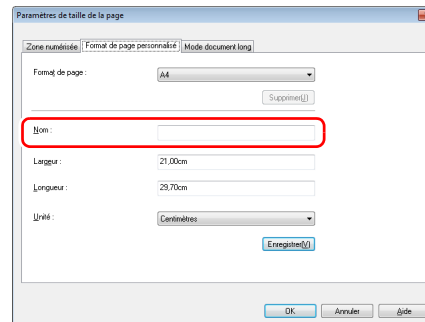 Paramètres de taille de la page
Zone numérisée Format de page personnalisé Mode document long
Format de page :
A4
Supprimer(J)
Nom :
Largeur :
21,00cm
Longueur :
29,70cm
Unité :
Centimètres
Enregistrer(V)
OK Annuler Aide